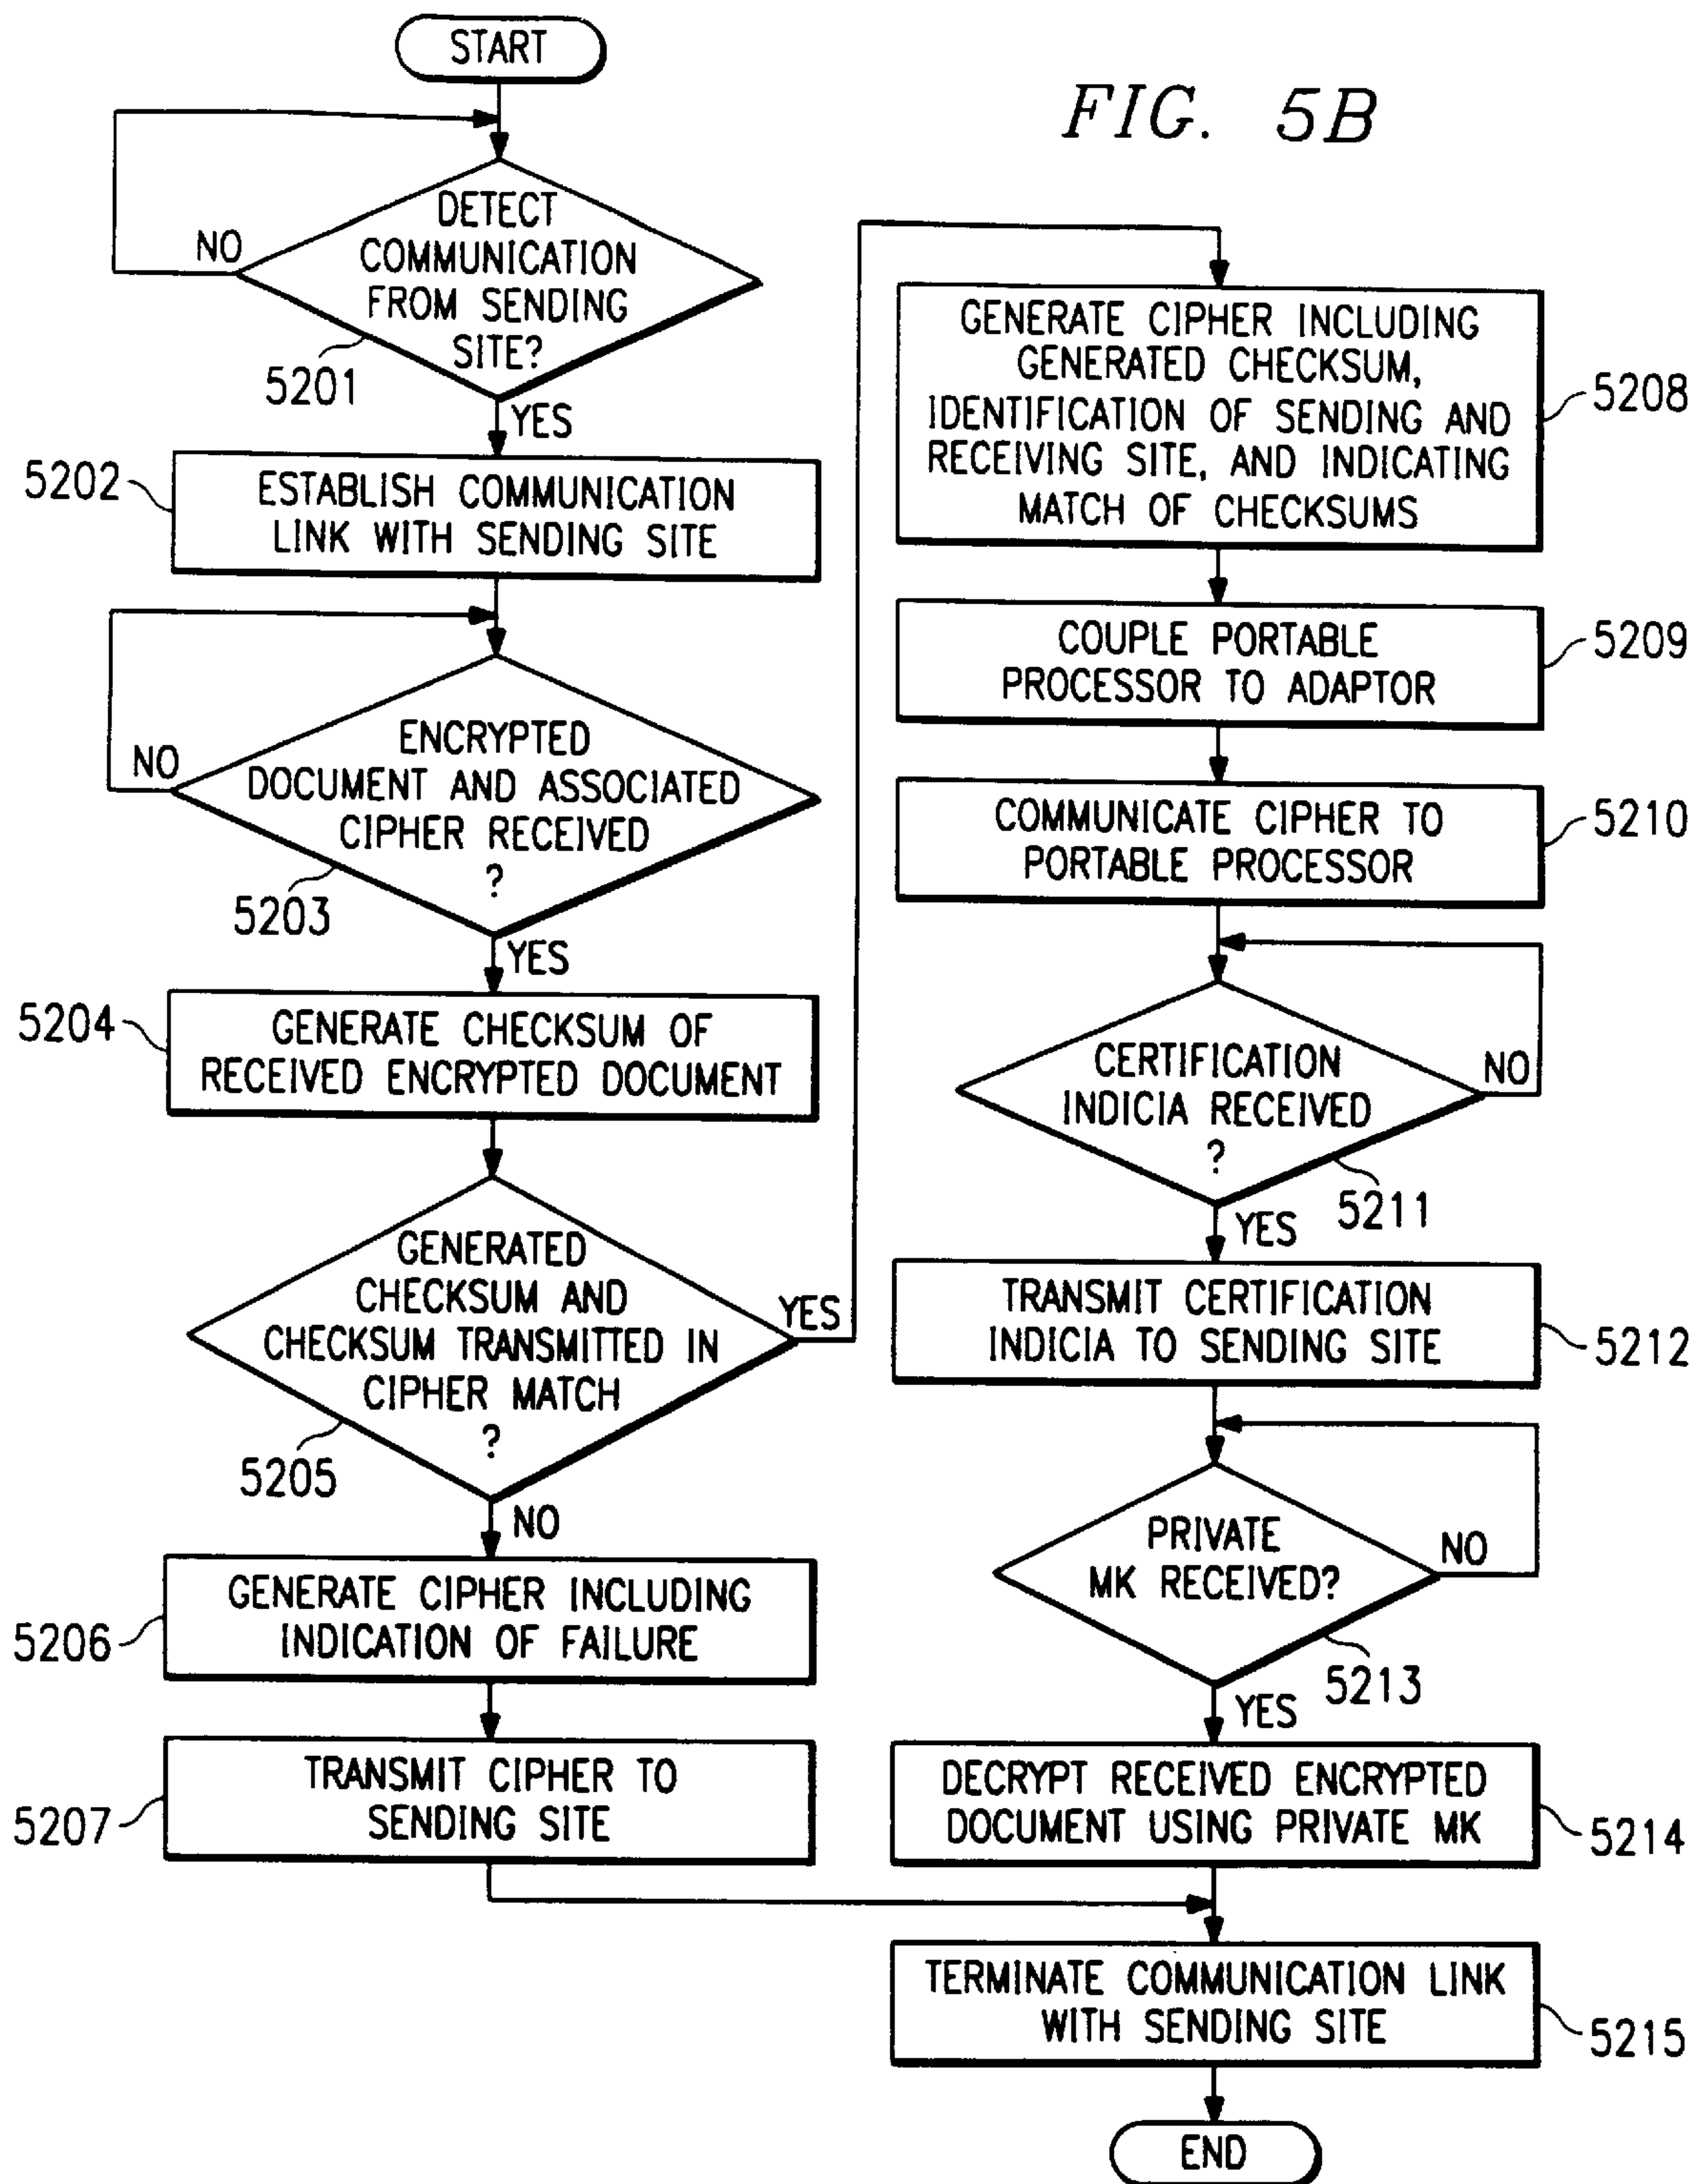 START
FIG. 5B
DETECT
COMMUNICATION
FROM SENDING
SITE?
NO
5201
YES
5202
ESTABLISH COMMUNICATION
LINK WITH SENDING SITE
ENCRYPTED
DOCUMENT AND ASSOCIATED
CIPHER RECEIVED
?
NO
5203
YES
5204
GENERATE CHECKSUM OF
RECEIVED ENCRYPTED DOCUMENT
GENERATED
CHECKSUM AND
CHECKSUM TRANSMITTED IN
CIPHER MATCH
?
YES
5205
NO
GENERATE CIPHER INCLUDING
INDICATION OF FAILURE
5206
TRANSMIT CIPHER TO
SENDING SITE
5207
GENERATE CIPHER INCLUDING
GENERATED CHECKSUM,
IDENTIFICATION OF SENDING AND
RECEIVING SITE, AND INDICATING
MATCH OF CHECKSUMS
5208
COUPLE PORTABLE
PROCESSOR TO ADAPTOR
5209
COMMUNICATE CIPHER TO
PORTABLE PROCESSOR
5210
CERTIFICATION
INDICIA RECEIVED
?
NO
5211
YES
TRANSMIT CERTIFICATION
INDICIA TO SENDING SITE
5212
PRIVATE
MK RECEIVED?
NO
5213
YES
DECRYPT RECEIVED ENCRYPTED
DOCUMENT USING PRIVATE MK
5214
TERMINATE COMMUNICATION LINK
WITH SENDING SITE
5215
END